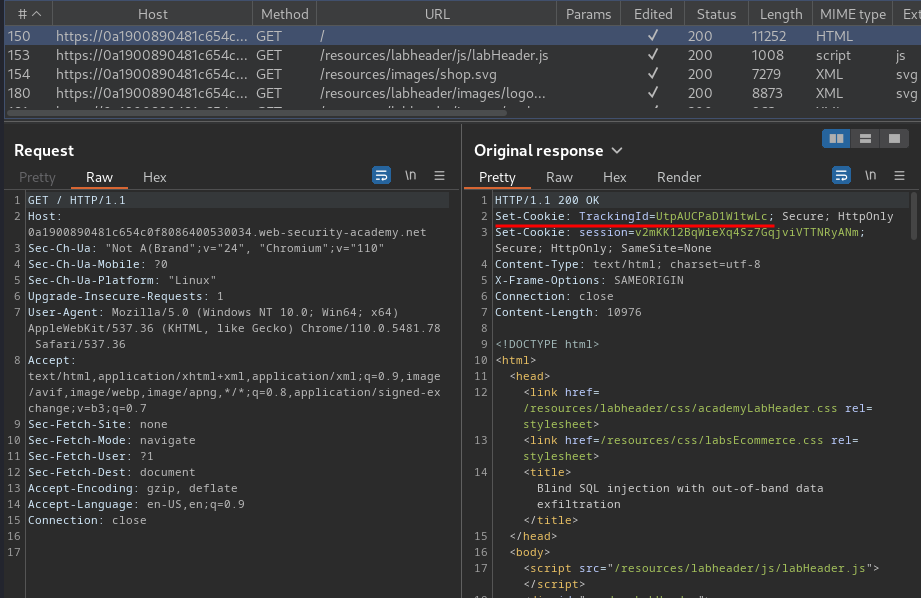 # Host Method URL Params Edited Status Length MIME type Ext
150 https://0a1900890481c654c... GET / ✓ 200 11252 HTML
153 https://0a1900890481c654c... GET /resources/labheader/js/labHeader.js ✓ 200 1008 script js
154 https://0a1900890481c654c... GET /resources/images/shop.svg ✓ 200 7279 XML svg
180 https://0a1900890481c654c... GET /resources/labheader/images/logo... ✓ 200 8873 XML svg
Request
Pretty Raw Hex \n
1 GET / HTTP/1.1
2 Host:
0a1900890481c654c0f8086400530034.web-security-academy.net
3 Sec-Ch-Ua: "Not A(Brand";v="24", "Chromium";v="110"
4 Sec-Ch-Ua-Mobile: ?0
5 Sec-Ch-Ua-Platform: "Linux"
6 Upgrade-Insecure-Requests: 1
7 User-Agent: Mozilla/5.0 (Windows NT 10.0; Win64; x64)
AppleWebKit/537.36 (KHTML, like Gecko) Chrome/110.0.5481.78
Safari/537.36
8 Accept:
text/html,application/xhtml+xml,application/xml;q=0.9,image
/avif,image/webp,image/apng,*/*;q=0.8,application/signed-ex
change;v=b3;q=0.7
9 Sec-Fetch-Site: none
10 Sec-Fetch-Mode: navigate
11 Sec-Fetch-User: ?1
12 Sec-Fetch-Dest: document
13 Accept-Encoding: gzip, deflate
14 Accept-Language: en-US,en;q=0.9
15 Connection: close
16
17
Original response
Pretty Raw Hex Render \n
1 HTTP/1.1 200 OK
2 Set-Cookie: TrackingId=UtpAUCPaD1W1twLc; Secure; HttpOnly
3 Set-Cookie: session=v2mKK12BqWieXq4Sz7GqjviVTTNRyANm;
Secure; HttpOnly; SameSite=None
4 Content-Type: text/html; charset=utf-8
5 X-Frame-Options: SAMEORIGIN
6 Connection: close
7 Content-Length: 10976
8
9 <!DOCTYPE html>
10 <html>
11 <head>
12 <link href=
/resources/labheader/css/academyLabHeader.css rel=
stylesheet>
13 <link href=/resources/css/labsEcommerce.css rel=
stylesheet>
14 <title>
Blind SQL injection with out-of-band data
exfiltration
</title>
15 </head>
16 <body>
17 <script src="/resources/labheader/js/labHeader.js">
</script>